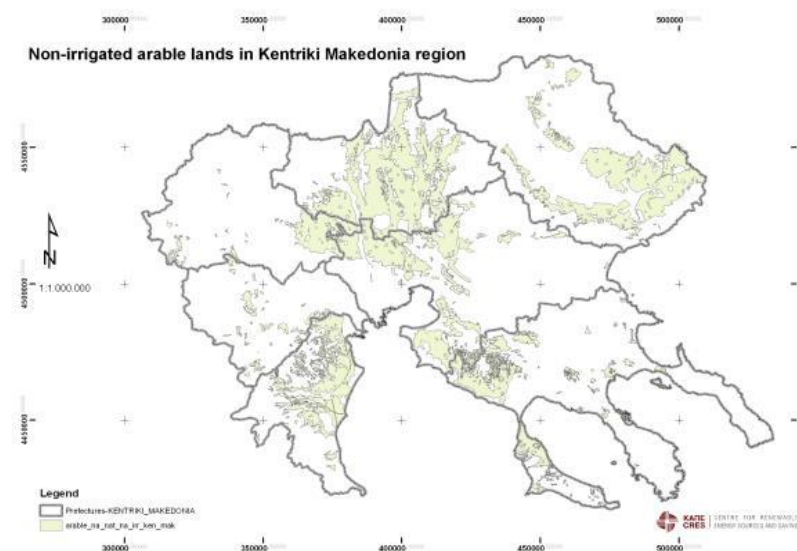 300000 350000 400000 450000 500000
Non-irrigated arable lands in Kentriki Makedonia region
4550000
N
1:1.000.000
4500000
4450000
Legend
Prefectures-KENTRIKI_MAKEDONIA
arable_na_nat_na_irr_ken_mak
ΚΑΠΕ CENTRE FOR RENEWABLE
CRES ENERGY SOURCES AND SAVING
300000 350000 400000 450000 500000